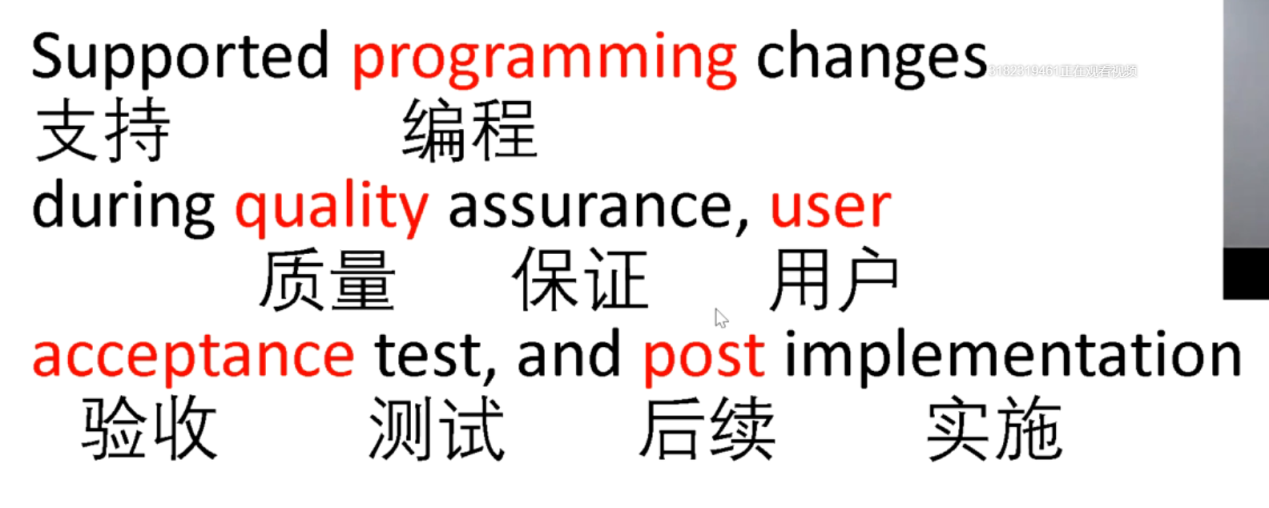 Supported programming changes
支持 编程
during quality assurance, user
质量 保证 用户
acceptance test, and post implementation
验收 测试 后续 实施